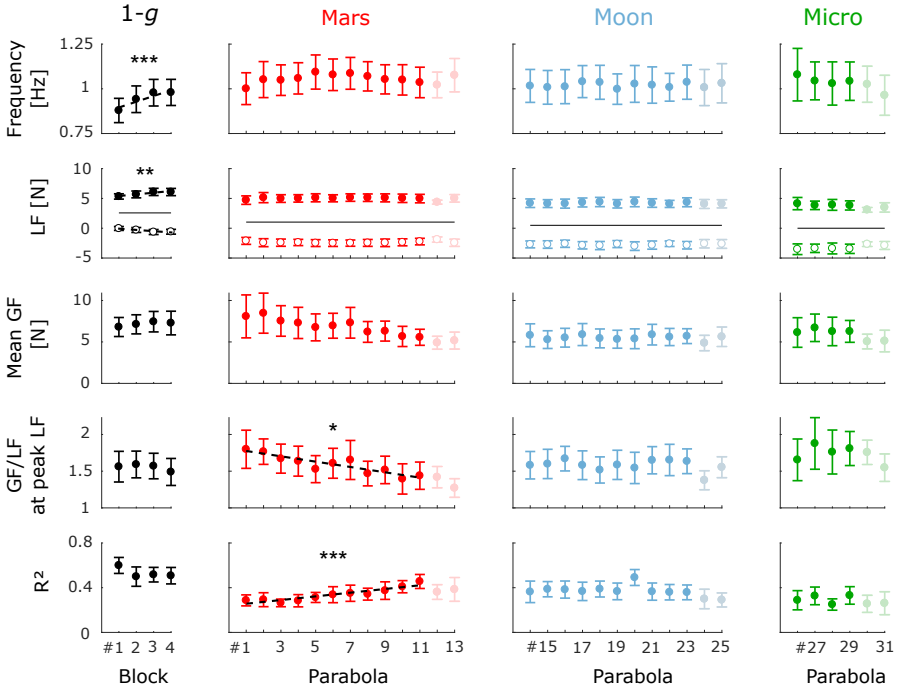 1-g Mars Moon Micro
Frequency
[Hz]
1.25
1
0.75
***
LF [N]
10
5
0
-5
**
Mean GF
[N]
10
5
0
GF/LF
at peak LF
2
1.5
1
*
R²
0.8
0.4
0
***
#1 2 3 4 #1 3 5 7 9 11 13 #15 17 19 21 23 25 #27 29 31
Block Parabola Parabola Parabola